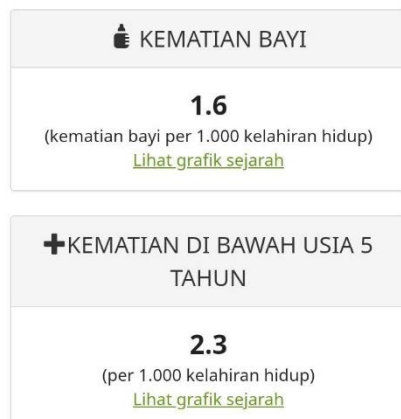 KEMATIAN BAYI
1.6
(kematian bayi per 1.000 kelahiran hidup)
Lihat grafik sejarah
KEMATIAN DI BAWAH USIA 5
TAHUN
2.3
(per 1.000 kelahiran hidup)
Lihat grafik sejarah